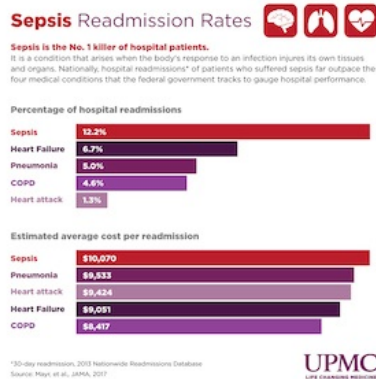 Sepsis Readmission Rates
Sepsis is the No. 1 killer of hospital patients.
It is a condition that arises when the body's response to an infection injures its own tissues
and organs. Nationally, hospital readmissions* of patients who suffered sepsis far outpace the
four medical conditions that the federal government tracks to gauge hospital performance.
Percentage of hospital readmissions
Sepsis 12.2%
Heart Failure 6.7%
Pneumonia 5.0%
COPD 4.6%
Heart attack 1.3%
Estimated average cost per readmission
Sepsis $10,070
Pneumonia $9,533
Heart attack $9,424
Heart Failure $9,051
COPD $8,417
*30-day readmission, 2013 Nationwide Readmissions Database
Source: Mayr, et al., JAMA, 2017
UPMC
LIFE CHANGING MEDICINE